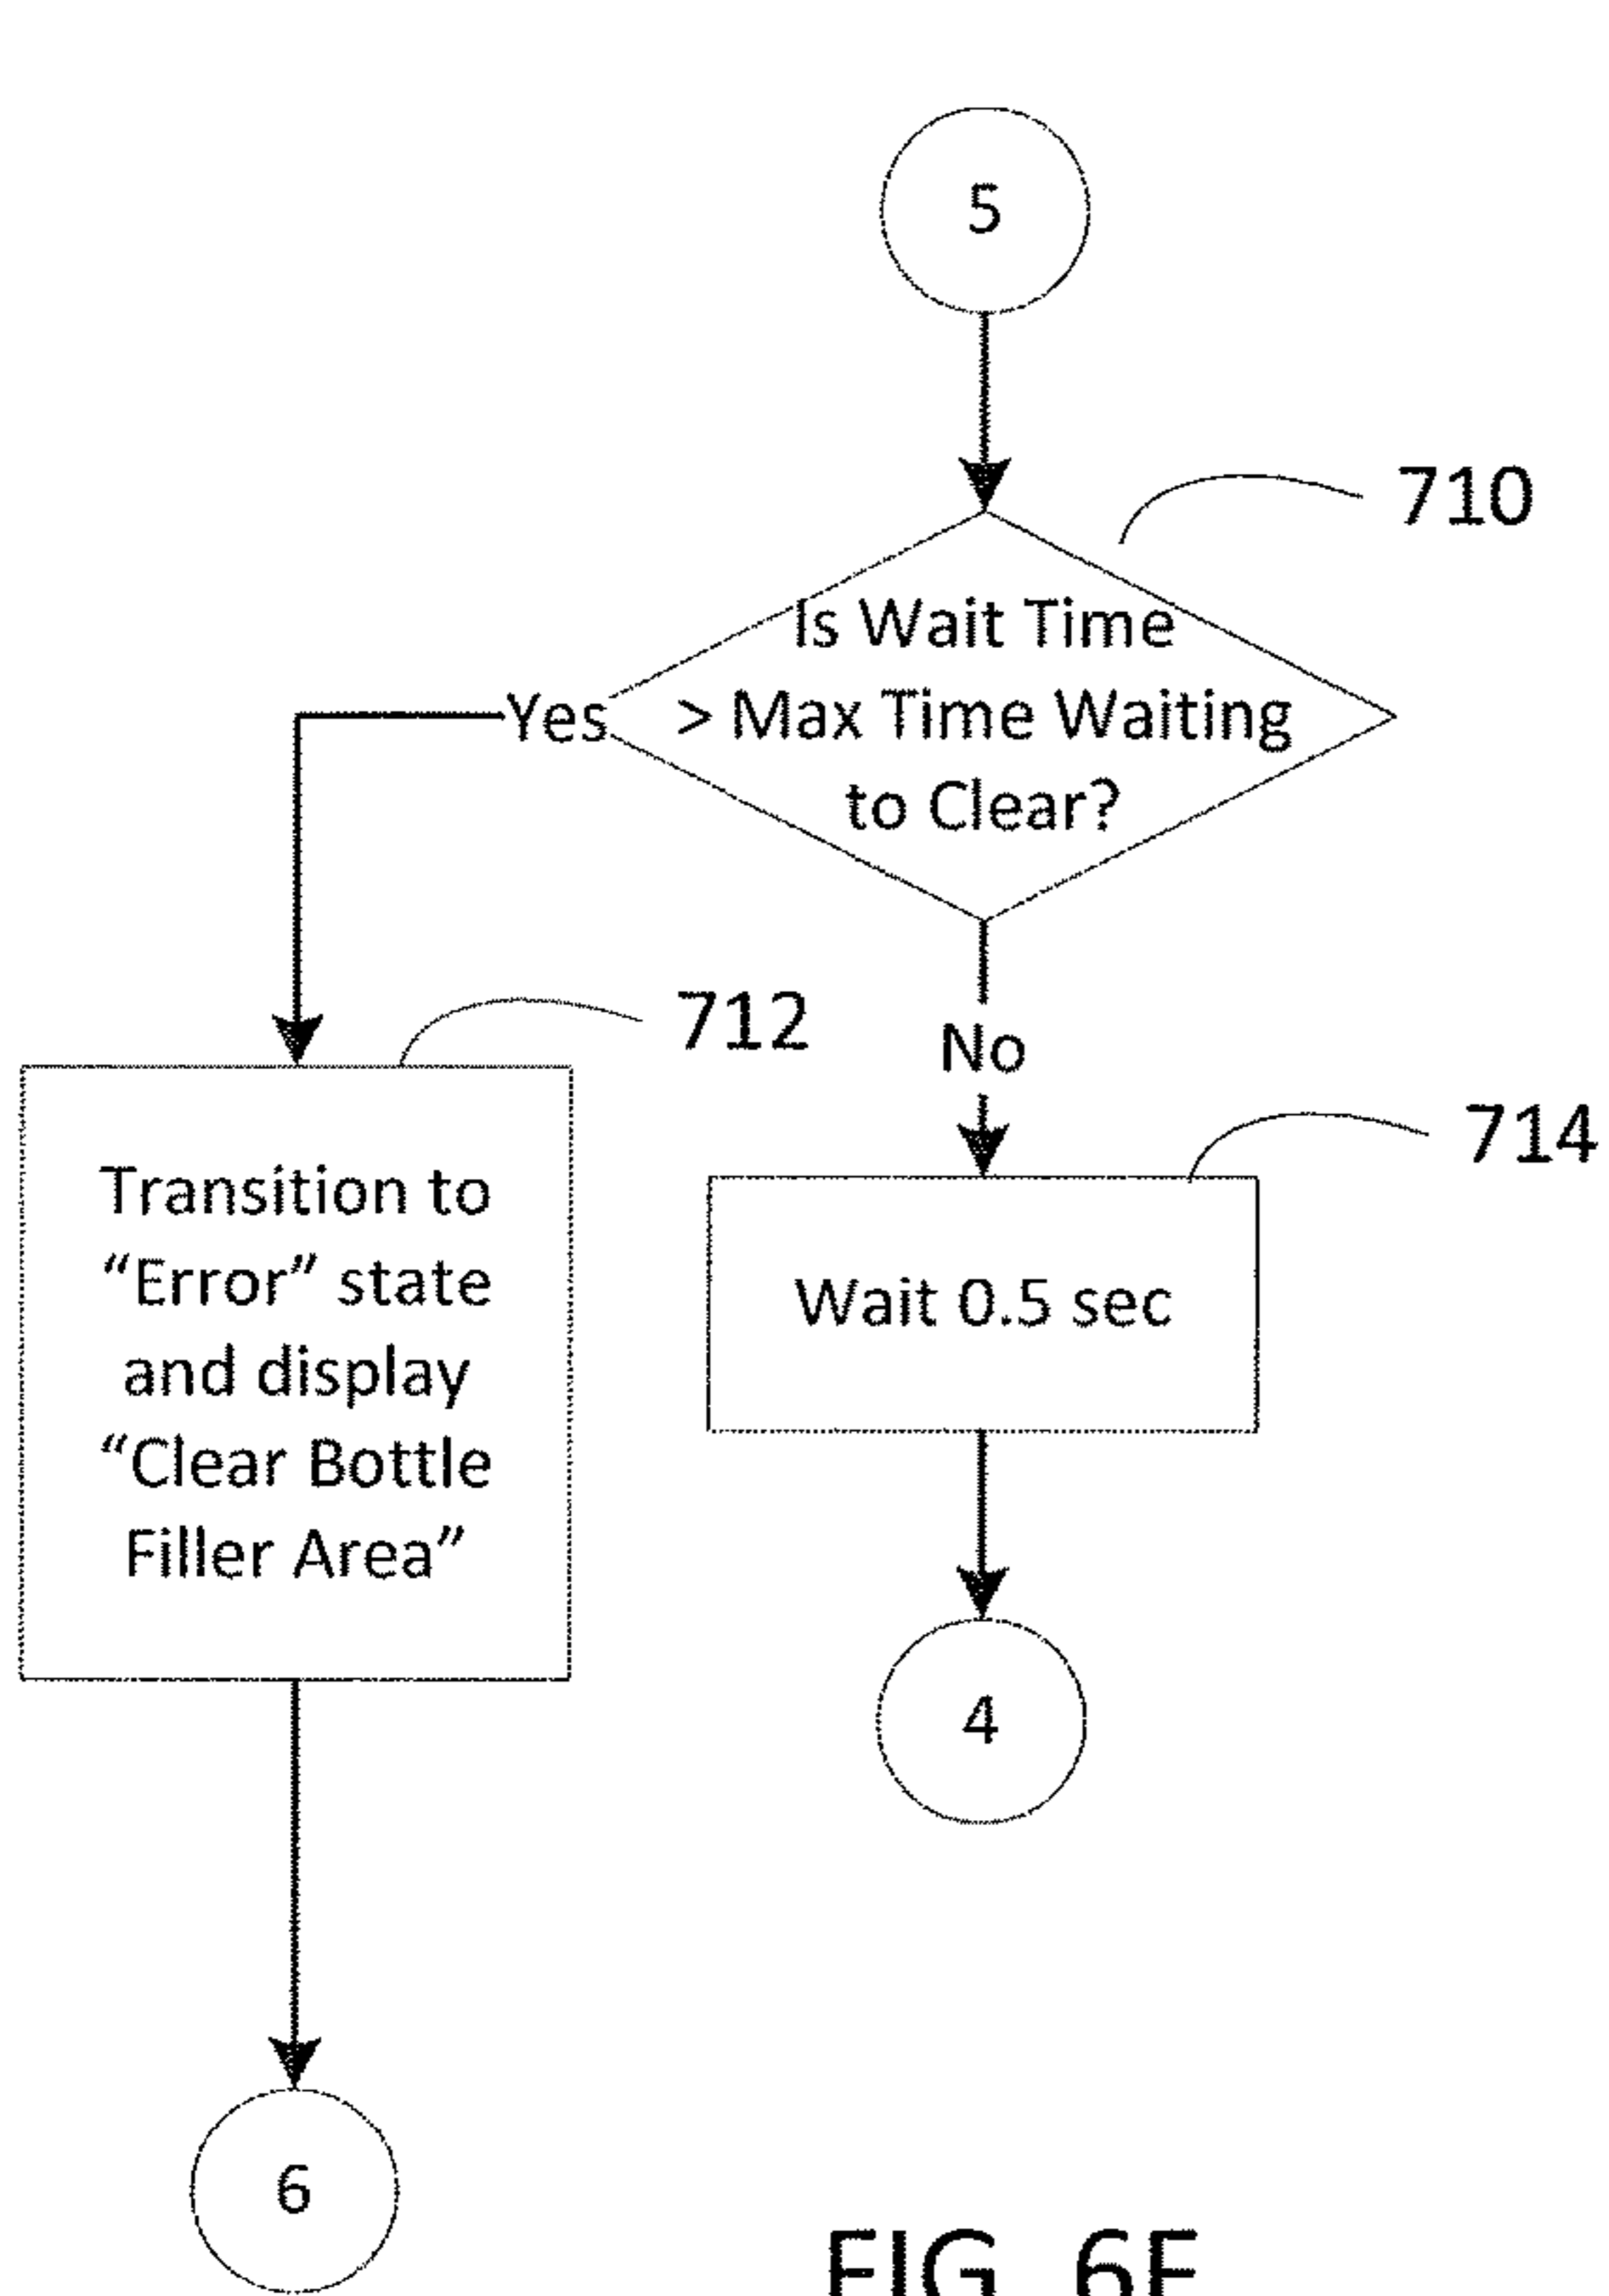 5
710
Is Wait Time
Yes > Max Time Waiting
to Clear?
712
No
714
Transition to
“Error” state
and display
“Clear Bottle
Filler Area”
Wait 0.5 sec
4
6
FIG